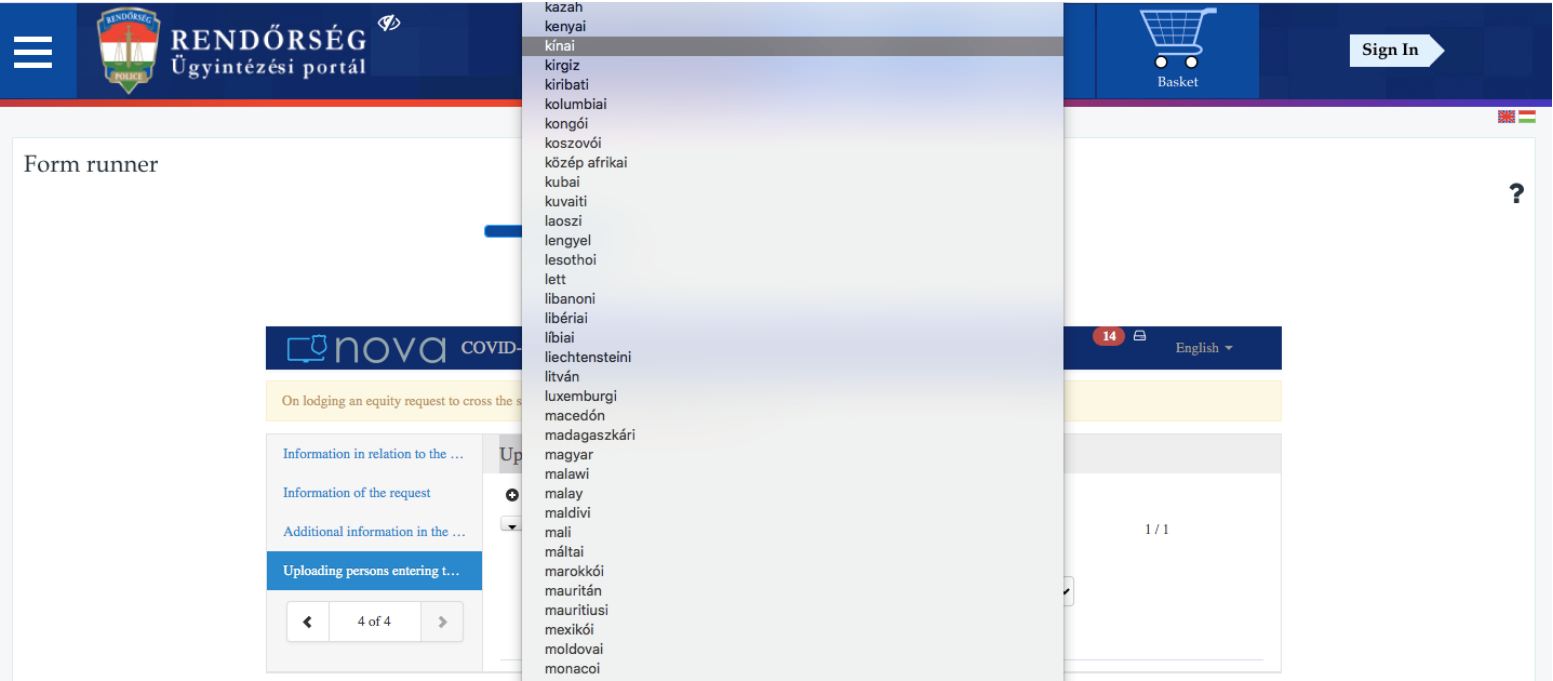 RENDŐRSÉG
POLICE
RENDŐRSÉG
Ügyintézési portál
Basket
Sign In
Form runner
?
nova COVID-
14
English
On lodging an equity request to cross the s
Information in relation to the ...
Information of the request
Additional information in the ...
Uploading persons entering t...
4 of 4
Up
1 / 1
kazah
kenyai
kínai
kirgiz
kiribati
kolumbiai
kongói
koszovói
közép afrikai
kubai
kuvaiti
laoszi
lengyel
lesothoi
lett
libanoni
libériai
líbiai
liechtensteini
litván
luxemburgi
macedón
madagaszkári
magyar
malawi
malay
maldivi
mali
máltai
marokkói
mauritán
mauritiusi
mexikói
moldovai
monacoi